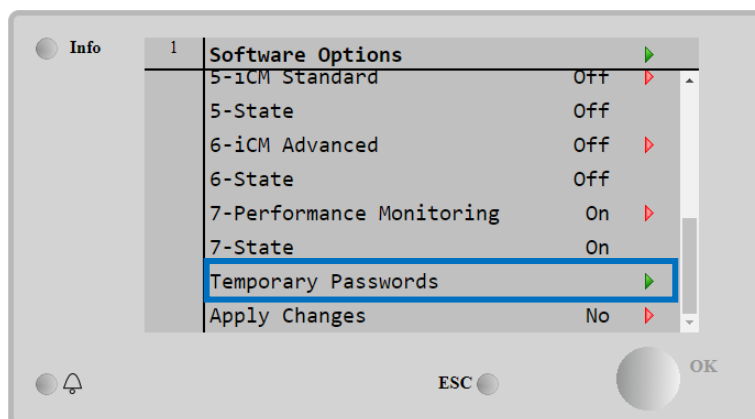 Info
1 Software Options
5-iCM Standard Off
5-State Off
6-iCM Advanced Off
6-State Off
7-Performance Monitoring On
7-State On
Temporary Passwords
Apply Changes No
OK
ESC